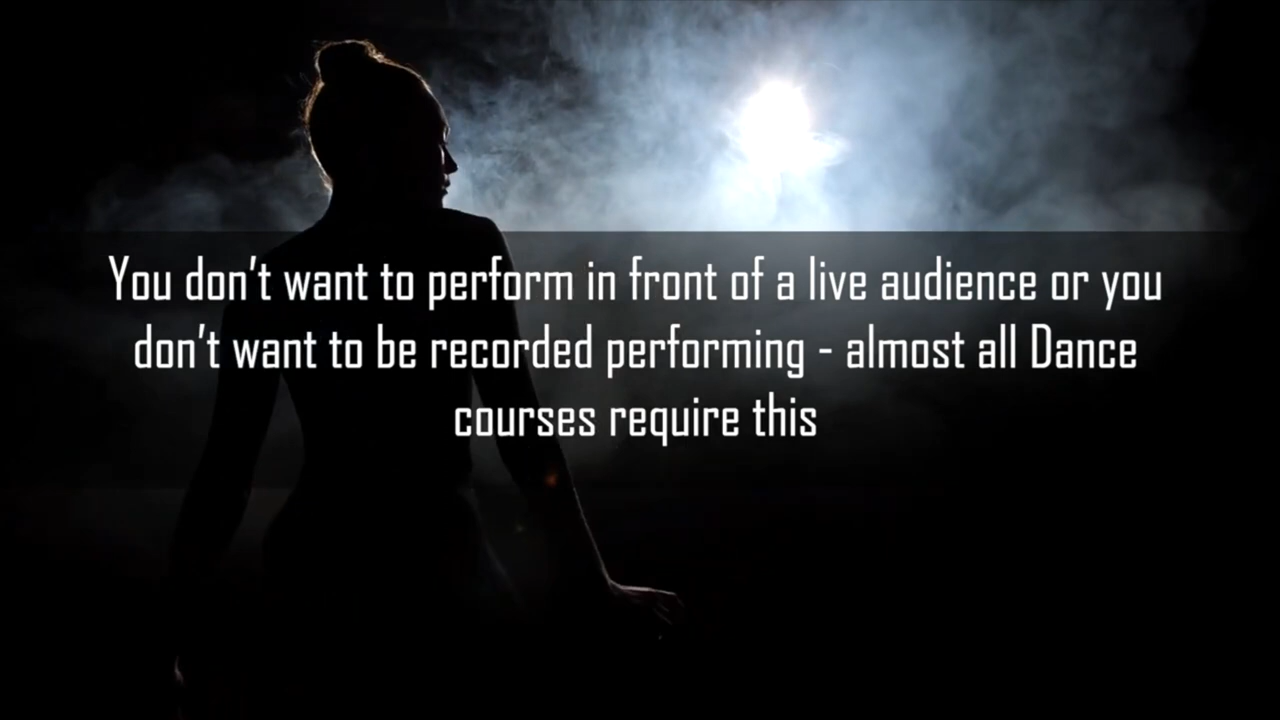 You don't want to perform in front of a live audience or you
don't want to be recorded performing - almost all Dance
courses require this